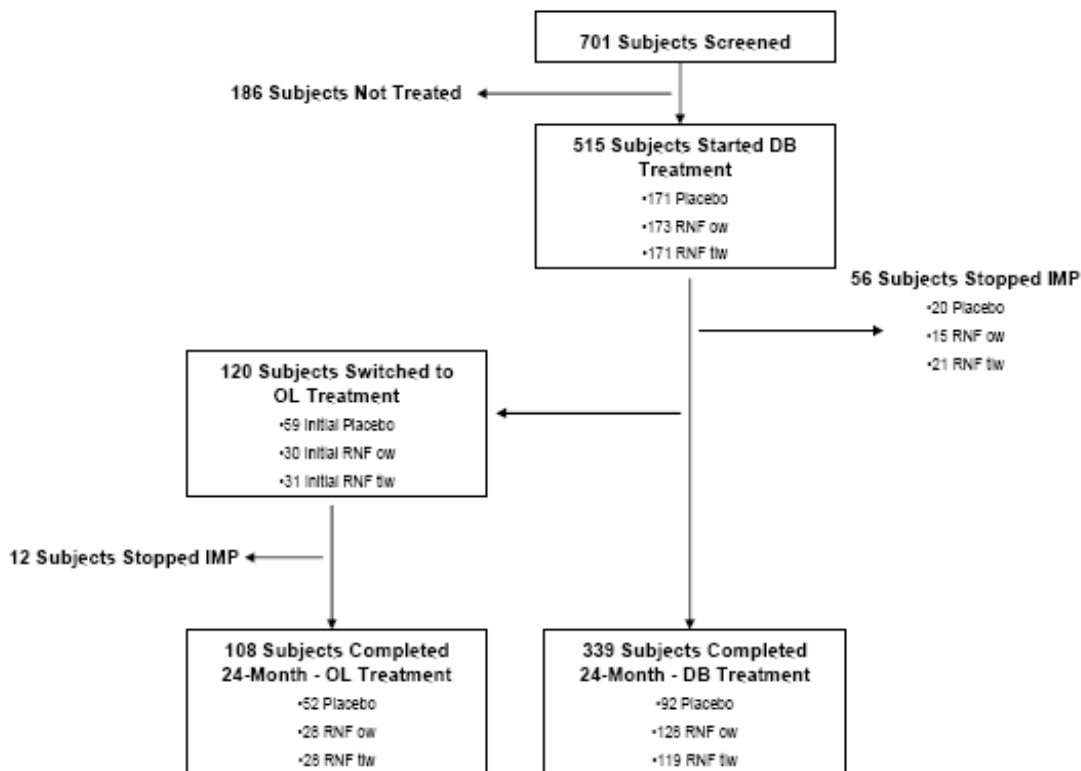 701 Subjects Screened
186 Subjects Not Treated
515 Subjects Started DB
Treatment
•171 Placebo
•173 RNF ow
•171 RNF tiw
56 Subjects Stopped IMP
•20 Placebo
•15 RNF ow
•21 RNF tiw
120 Subjects Switched to
OL Treatment
•59 Initial Placebo
•30 Initial RNF ow
•31 Initial RNF tiw
12 Subjects Stopped IMP
108 Subjects Completed
24-Month - OL Treatment
•52 Placebo
•28 RNF ow
•28 RNF tiw
339 Subjects Completed
24-Month - DB Treatment
•92 Placebo
•128 RNF ow
•119 RNF tiw